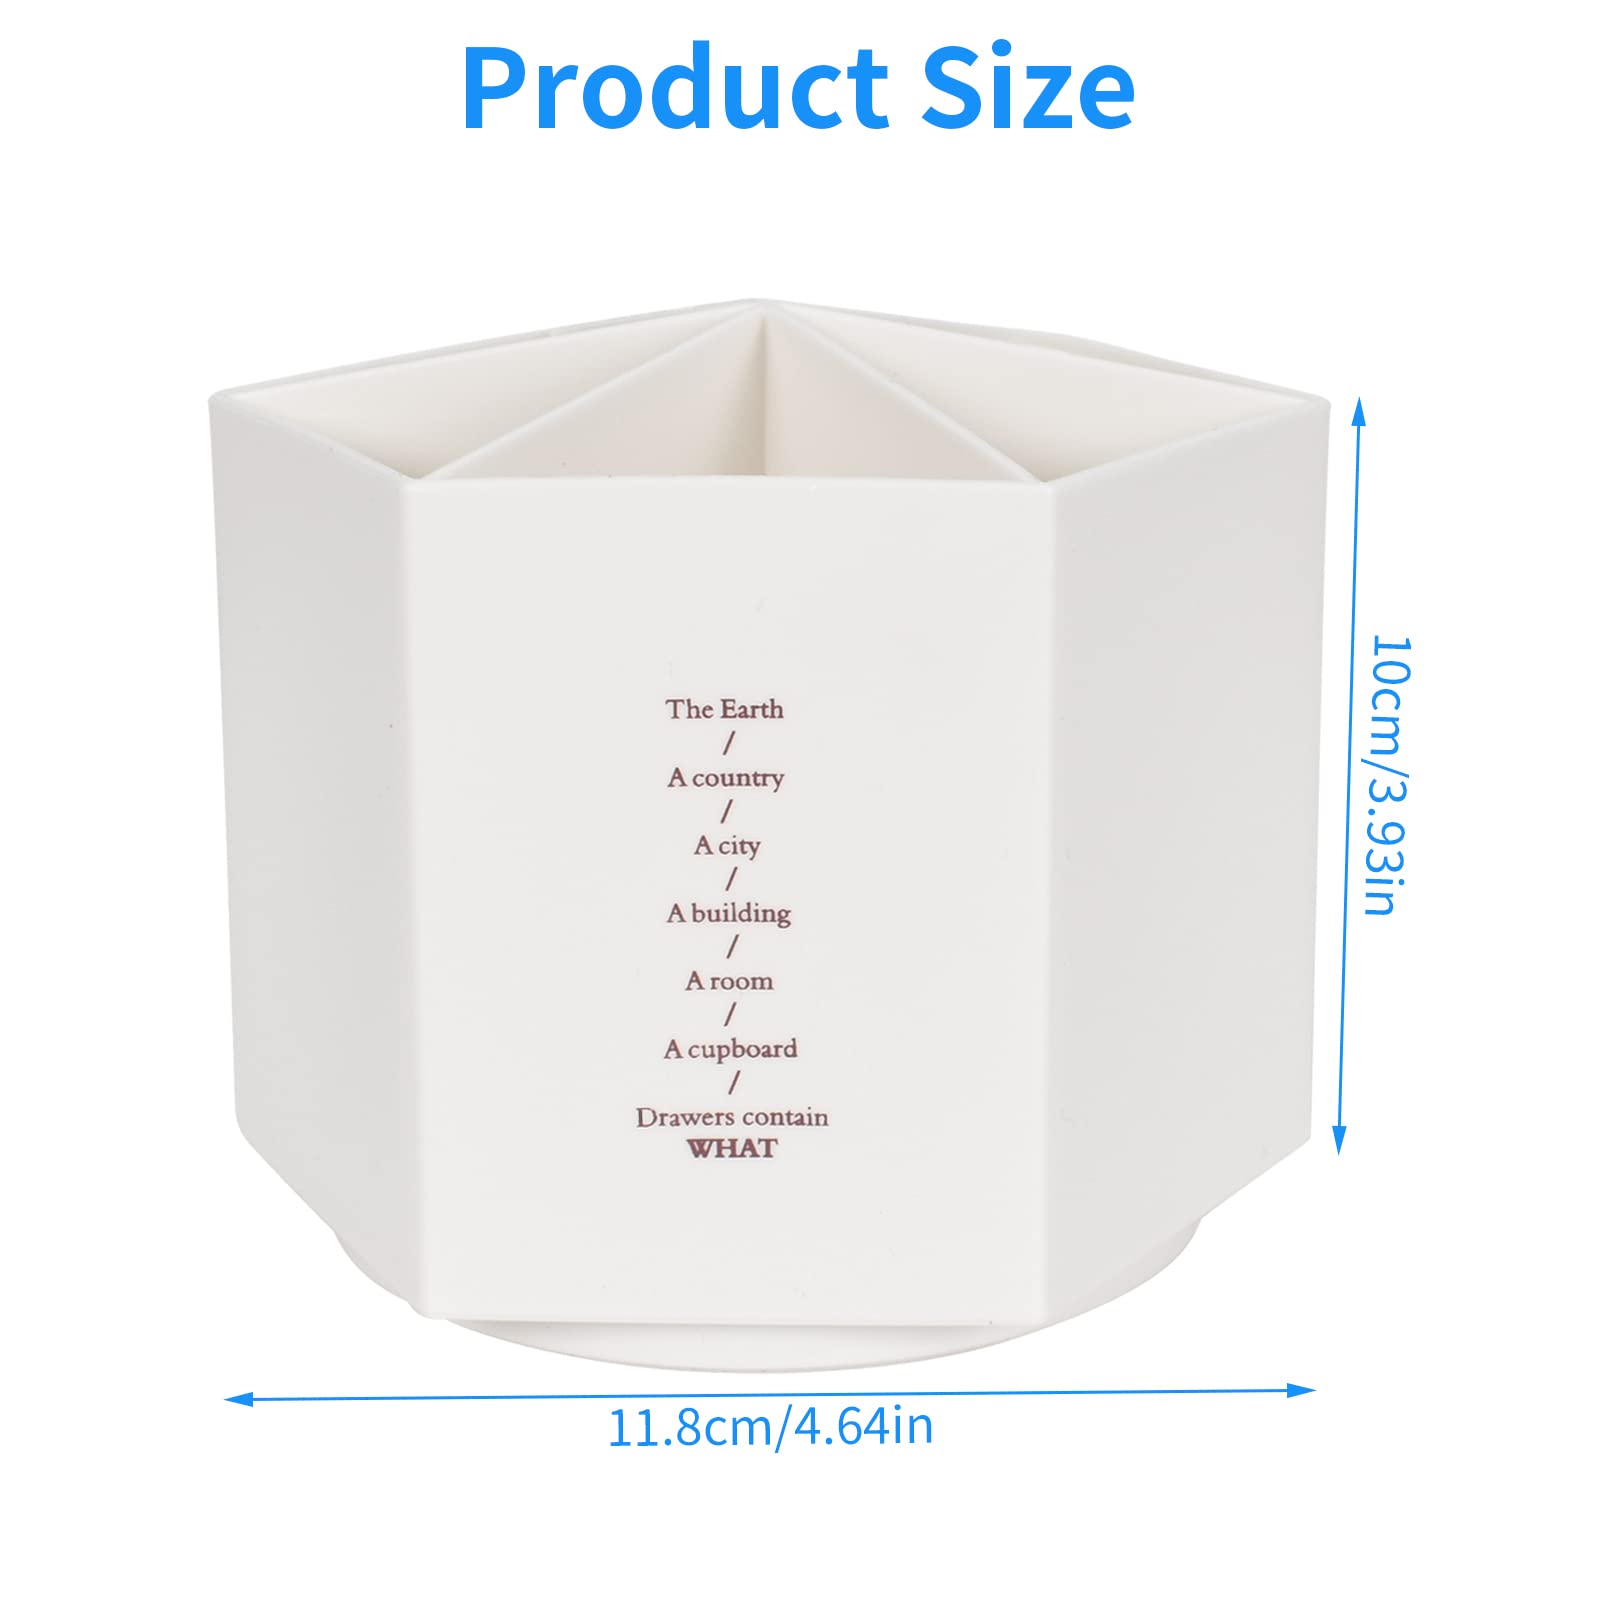 Product Size
The Earth
/
A country
/
A city
/
A building
/
A room
/
A cupboard
/
Drawers contain
WHAT
10cm/3.93in
11.8cm/4.64in